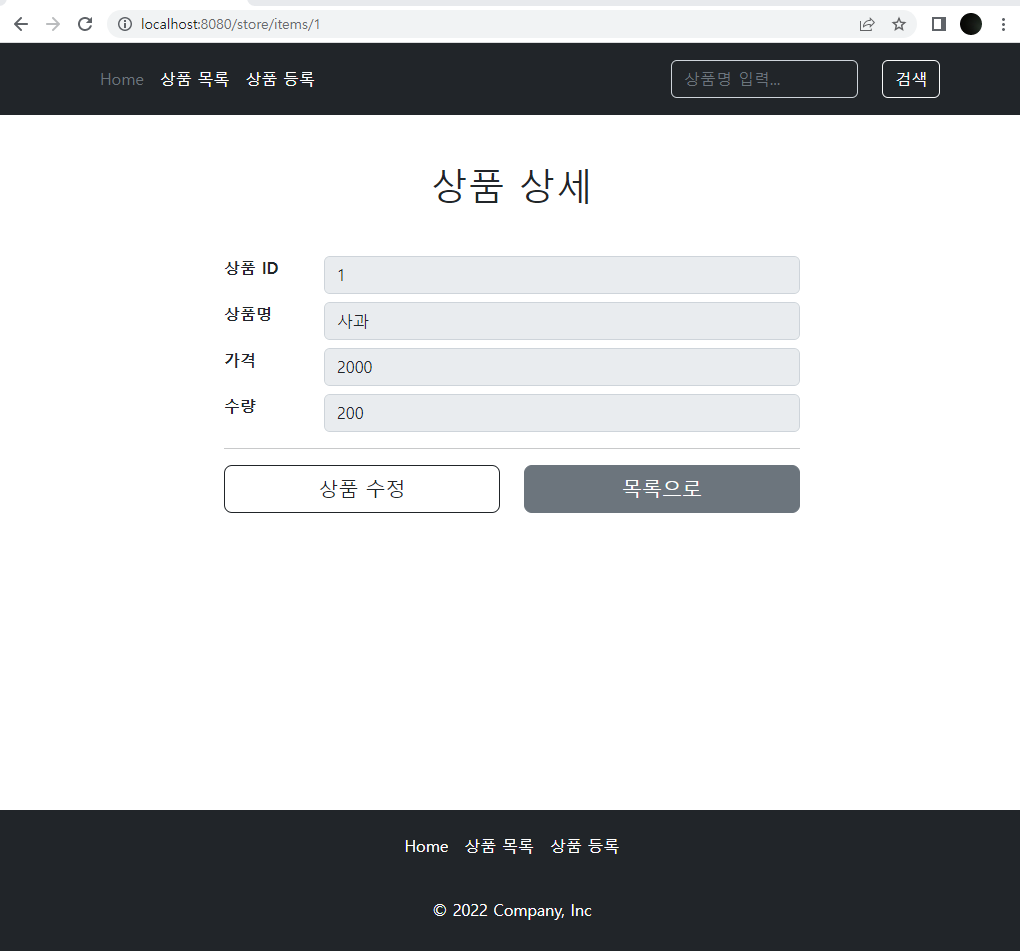 localhost:8080/store/items/1
Home 상품 목록 상품 등록 상품명 입력... 검색
상품 상세
상품 ID 1
상품명 사과
가격 2000
수량 200
상품 수정 목록으로
Home 상품 목록 상품 등록
© 2022 Company, Inc